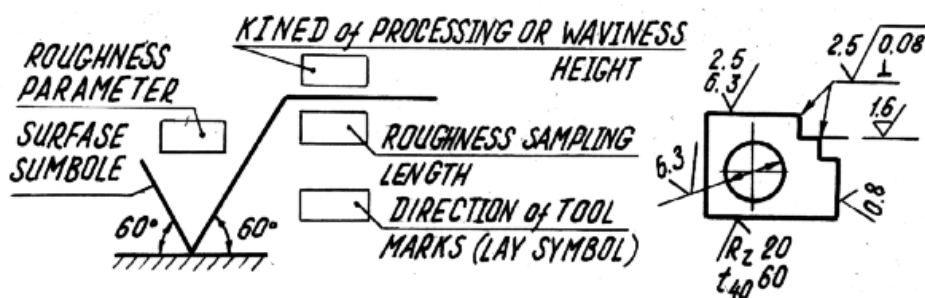 KINED of PROCESSING OR WAVINESS
HEIGHT
ROUGHNESS
PARAMETER
SURFASE
SUMBOLE
60°
60°
ROUGHNESS SAMPLING
LENGTH
DIRECTION of TOOL
MARKS (LAY SYMBOL)
2.5
6.3
2.5
0.08
⊥
1.6
6.3
0.8
Rz 20
t40 60